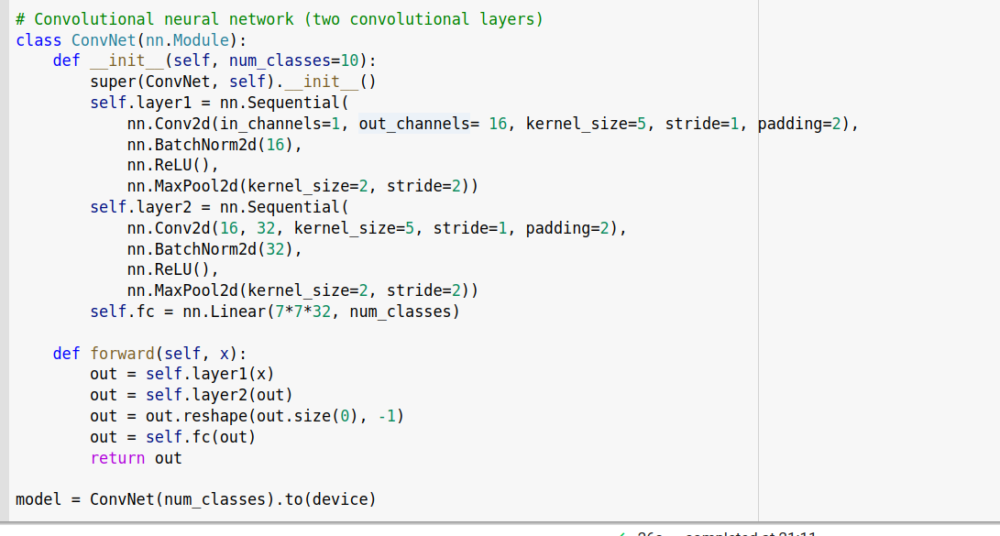 # Convolutional neural network (two convolutional layers)
class ConvNet(nn.Module):
    def __init__(self, num_classes=10):
        super(ConvNet, self).__init__()
        self.layer1 = nn.Sequential(
            nn.Conv2d(in_channels=1, out_channels= 16, kernel_size=5, stride=1, padding=2),
            nn.BatchNorm2d(16),
            nn.ReLU(),
            nn.MaxPool2d(kernel_size=2, stride=2))
        self.layer2 = nn.Sequential(
            nn.Conv2d(16, 32, kernel_size=5, stride=1, padding=2),
            nn.BatchNorm2d(32),
            nn.ReLU(),
            nn.MaxPool2d(kernel_size=2, stride=2))
        self.fc = nn.Linear(7*7*32, num_classes)

    def forward(self, x):
        out = self.layer1(x)
        out = self.layer2(out)
        out = out.reshape(out.size(0), -1)
        out = self.fc(out)
        return out

model = ConvNet(num_classes).to(device)